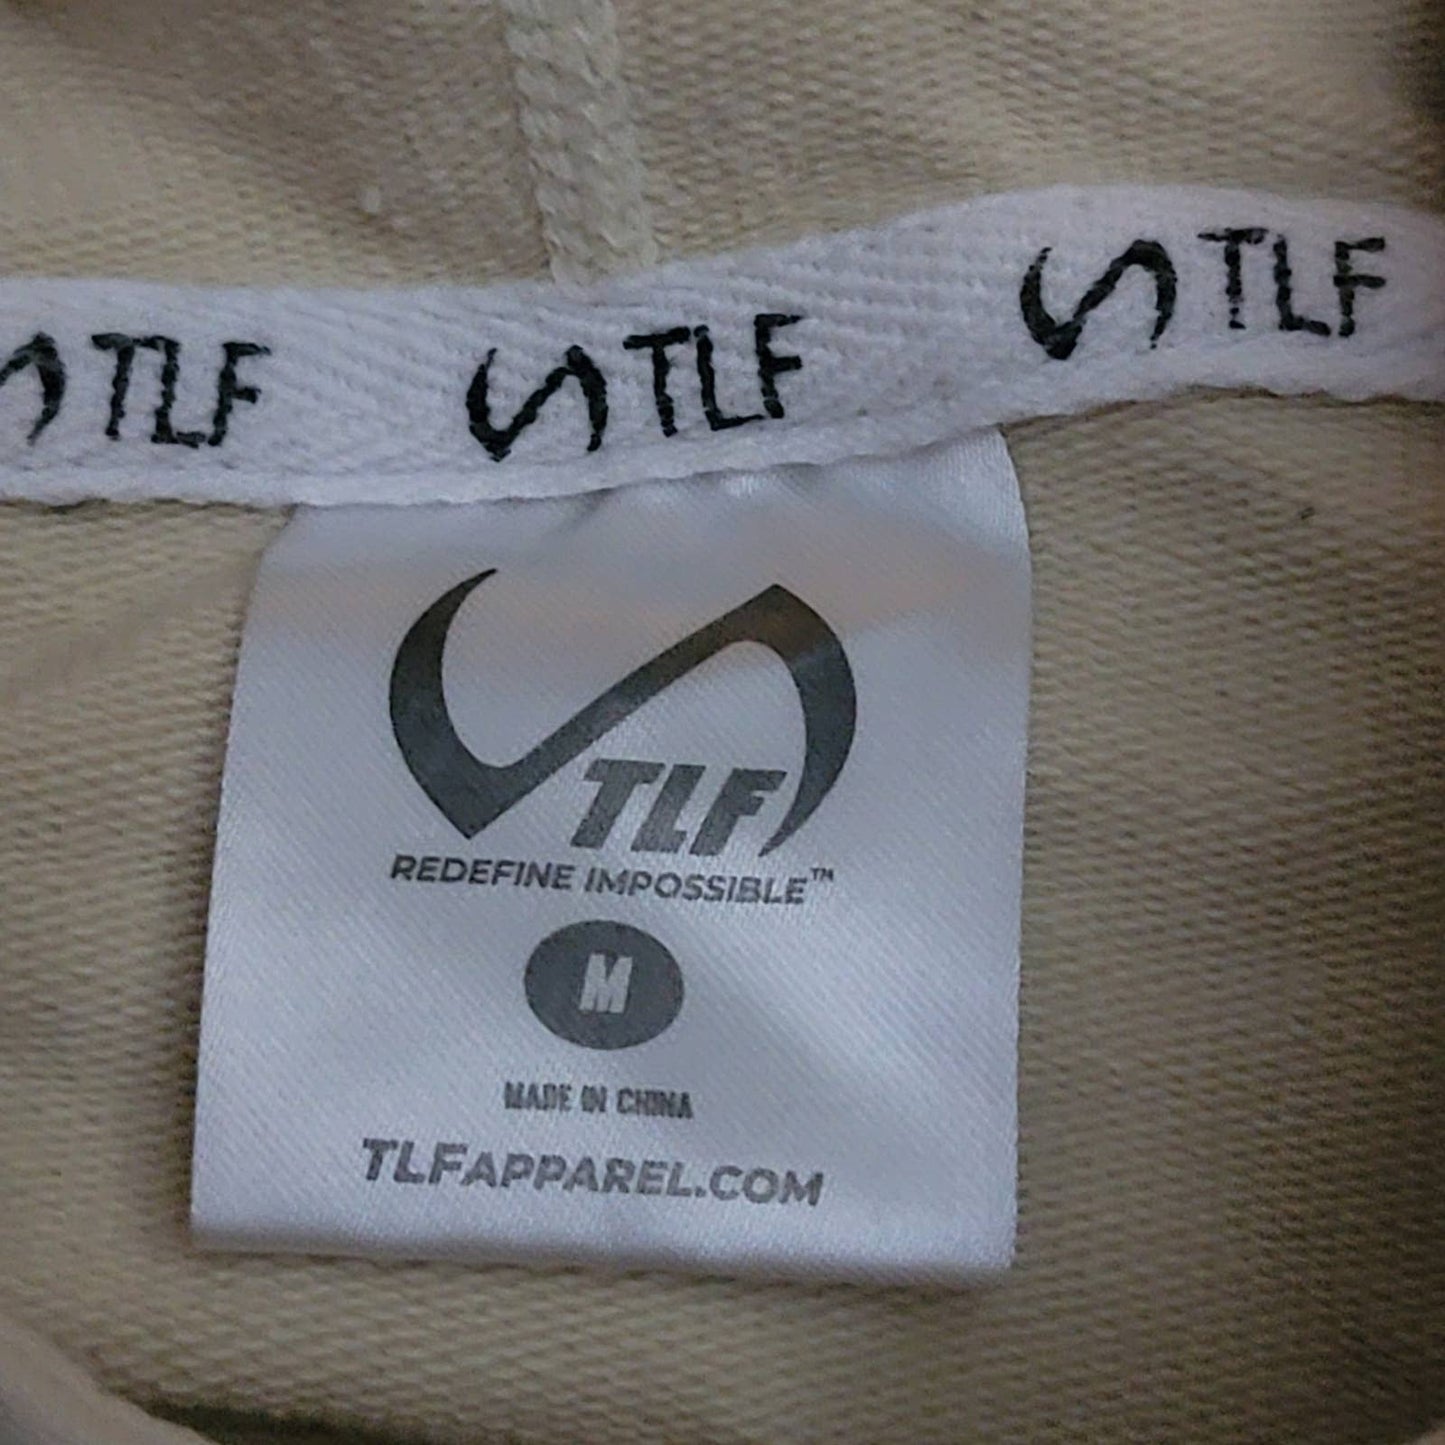 TLF
TLF
TLF
TLF
REDEFINE IMPOSSIBLE™
M
MADE IN CHINA
TLFAPPAREL.COM